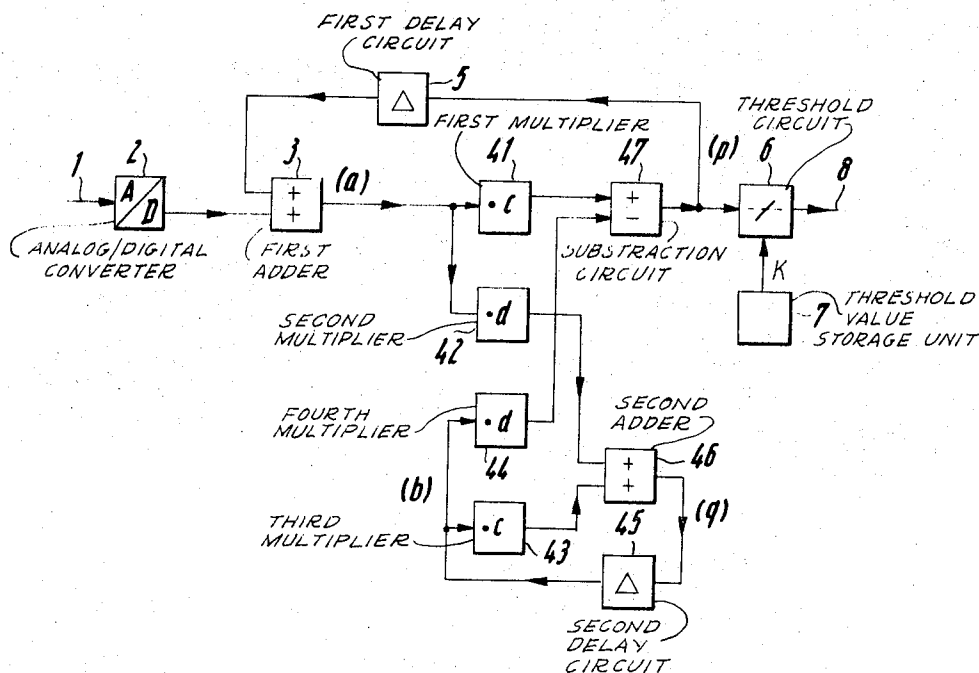 FIRST DELAY
CIRCUIT
5
△
FIRST MULTIPLIER
THRESHOLD
CIRCUIT
1
2
A/D
3
+
+
(a)
41
•c
47
+
−
(p)
6
8
ANALOG/DIGITAL
CONVERTER
FIRST
ADDER
SUBSTRACTION
CIRCUIT
K
7
THRESHOLD
VALUE
STORAGE UNIT
SECOND
MULTIPLIER
•d
42
FOURTH
MULTIPLIER
•d
44
SECOND
ADDER
46
+
+
(b)
(q)
THIRD
MULTIPLIER
•c
43
45
△
SECOND
DELAY
CIRCUIT